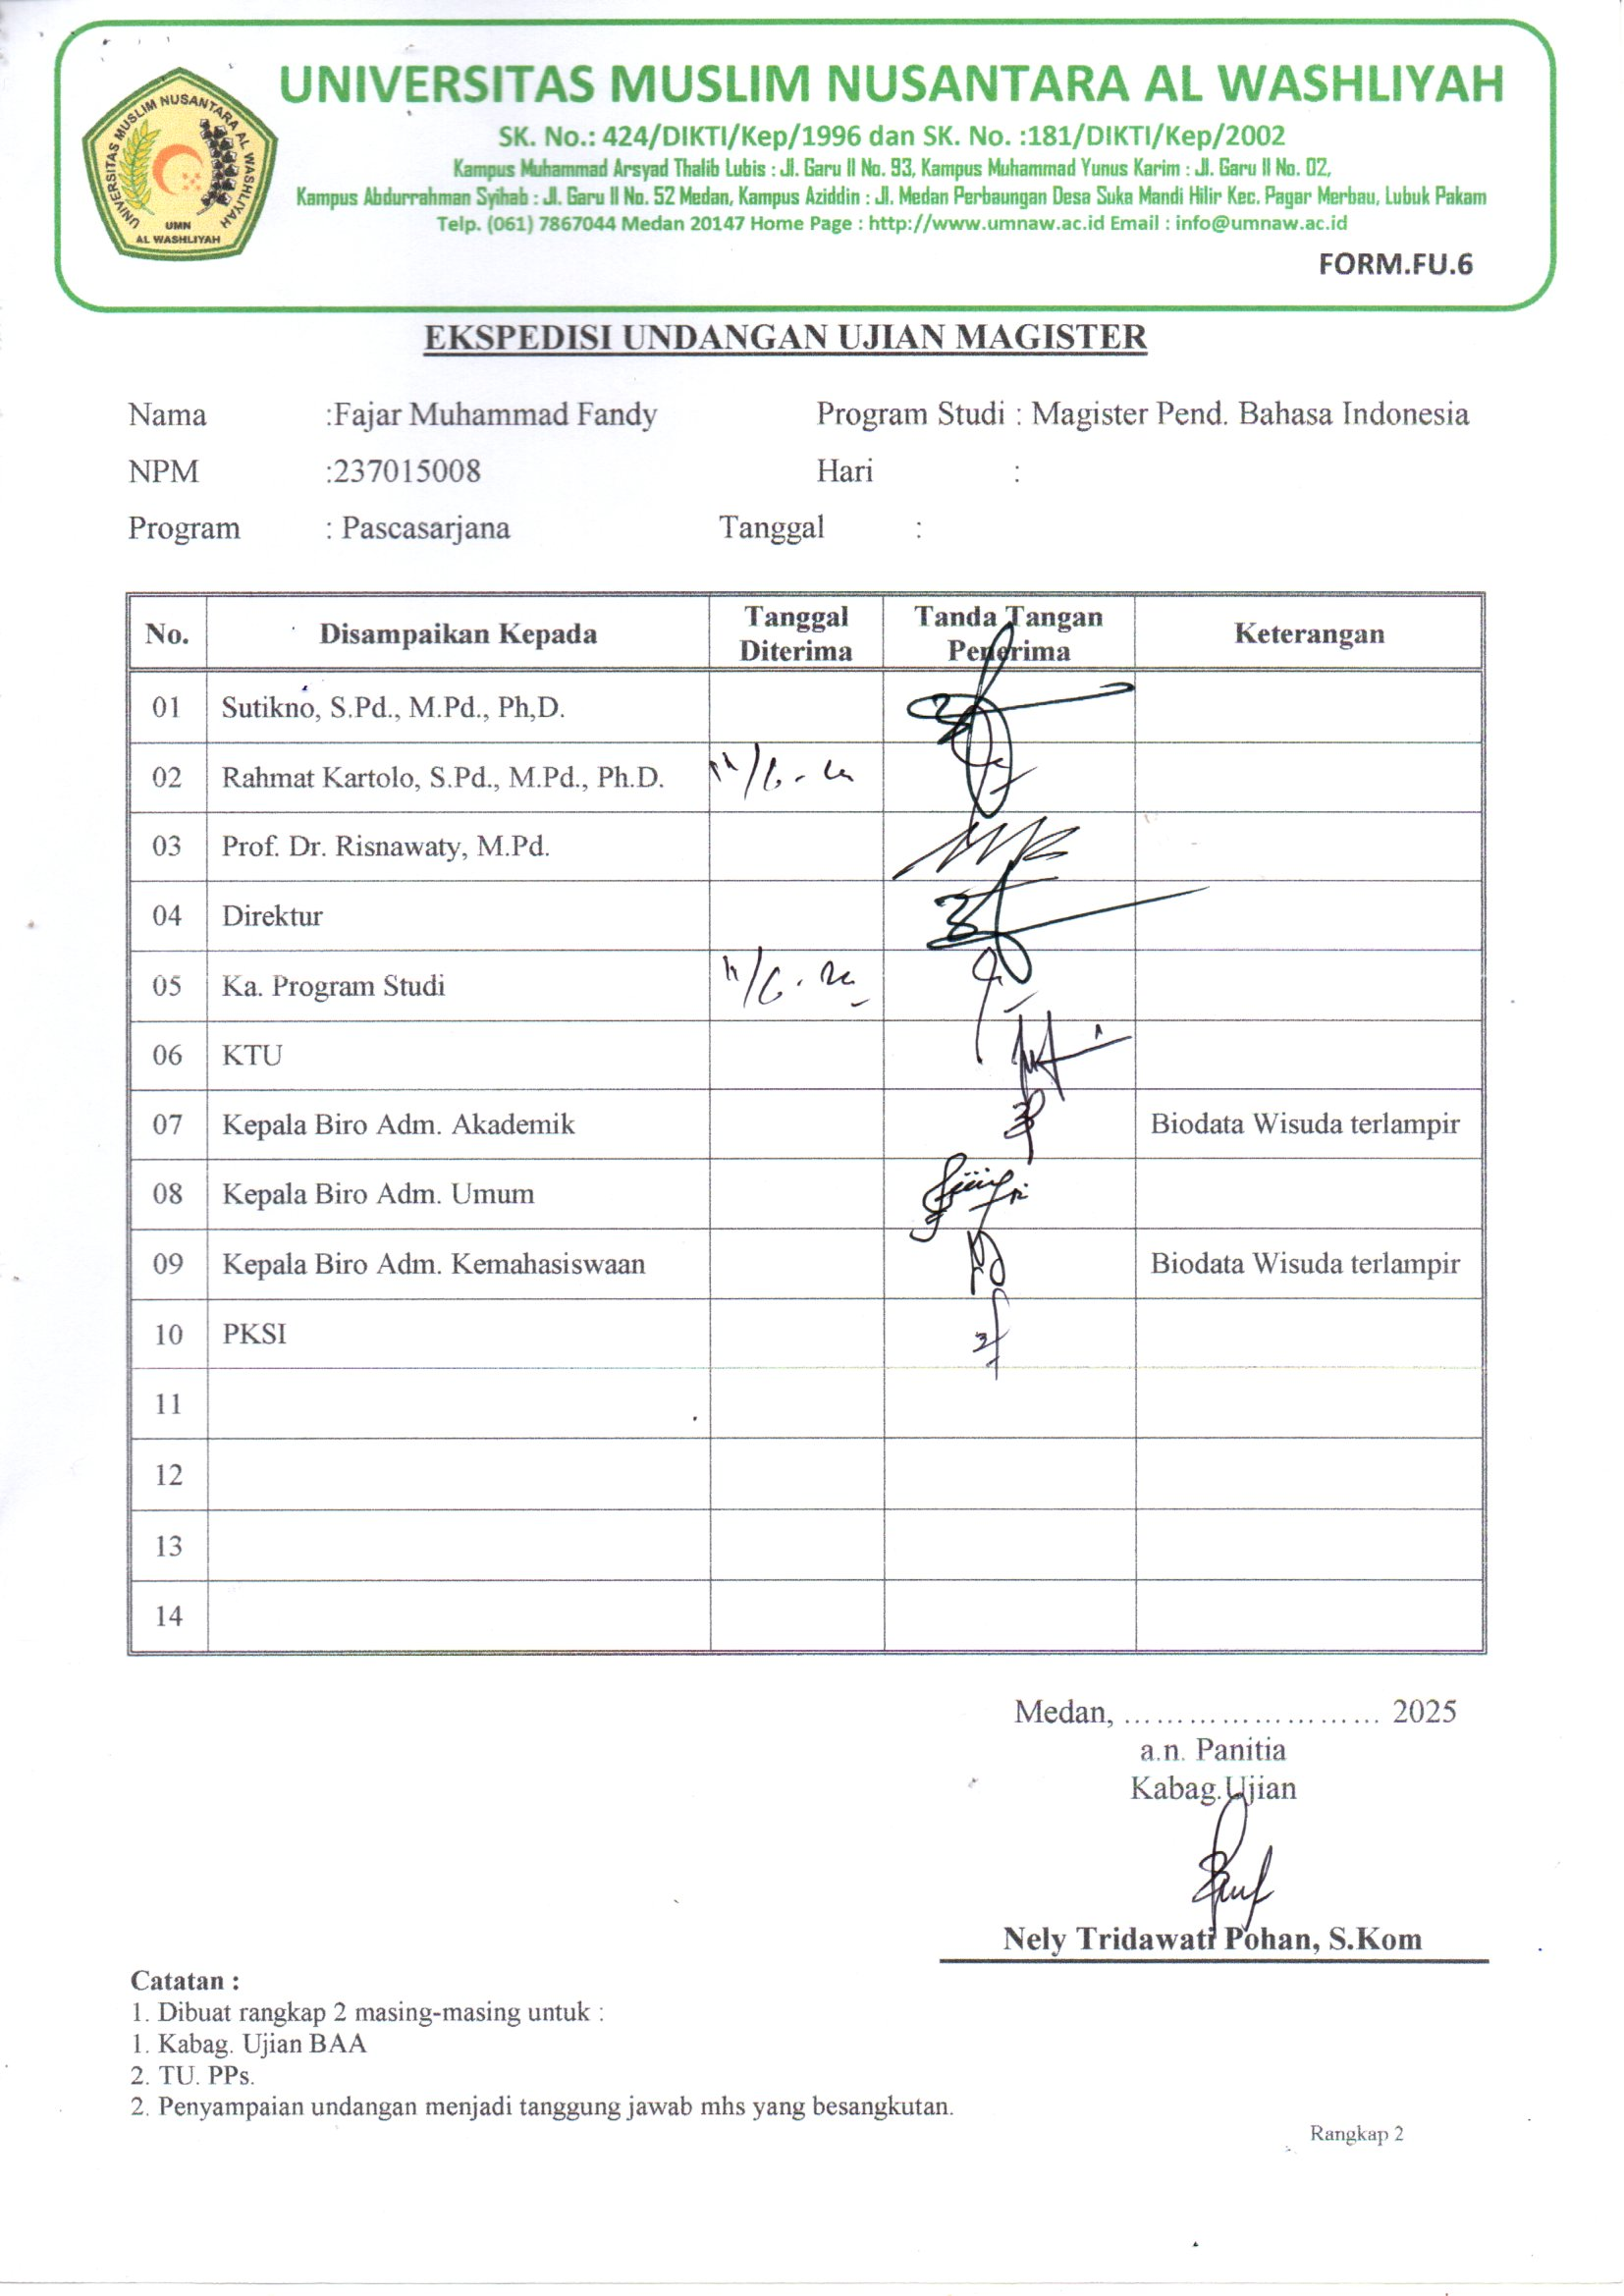 UNIVERSITAS MUSLIM NUSANTARA AL WASHLIYAH
UNIVERSITAS MUSLIM NUSANTARA AL WASHLIYAH
UMN
AL WASHLIYAH
SK. No.: 424/DIKTI/Kep/1996 dan SK. No. :181/DIKTI/Kep/2002
Kampus Muhammad Arsyad Thalib Lubis : Jl. Garu II No. 93, Kampus Muhammad Yunus Karim : Jl. Garu II No. 02,
Kampus Abdurrahman Syihab : Jl. Garu II No. 52 Medan, Kampus Aziddin : Jl. Medan Perbaungan Desa Suka Mandi Hilir Kec. Pagar Merbau, Lubuk Pakam
Telp. (061) 7867044 Medan 20147 Home Page : http://www.umnaw.ac.id Email : info@umnaw.ac.id
FORM.FU.6
EKSPEDISI UNDANGAN UJIAN MAGISTER
Nama :Fajar Muhammad Fandy Program Studi : Magister Pend. Bahasa Indonesia
NPM :237015008 Hari :
Program : Pascasarjana Tanggal :
No. Disampaikan Kepada Tanggal Diterima Tanda Tangan Penerima Keterangan
01 Sutikno, S.Pd., M.Pd., Ph,D.
02 Rahmat Kartolo, S.Pd., M.Pd., Ph.D.
03 Prof. Dr. Risnawaty, M.Pd.
04 Direktur
05 Ka. Program Studi
06 KTU
07 Kepala Biro Adm. Akademik Biodata Wisuda terlampir
08 Kepala Biro Adm. Umum
09 Kepala Biro Adm. Kemahasiswaan Biodata Wisuda terlampir
10 PKSI
11
12
13
14
Medan, ........................ 2025
a.n. Panitia
Kabag.Ujian
Nely Tridawati Pohan, S.Kom
Catatan :
1. Dibuat rangkap 2 masing-masing untuk :
1. Kabag. Ujian BAA
2. TU. PPs.
2. Penyampaian undangan menjadi tanggung jawab mhs yang besangkutan.
Rangkap 2